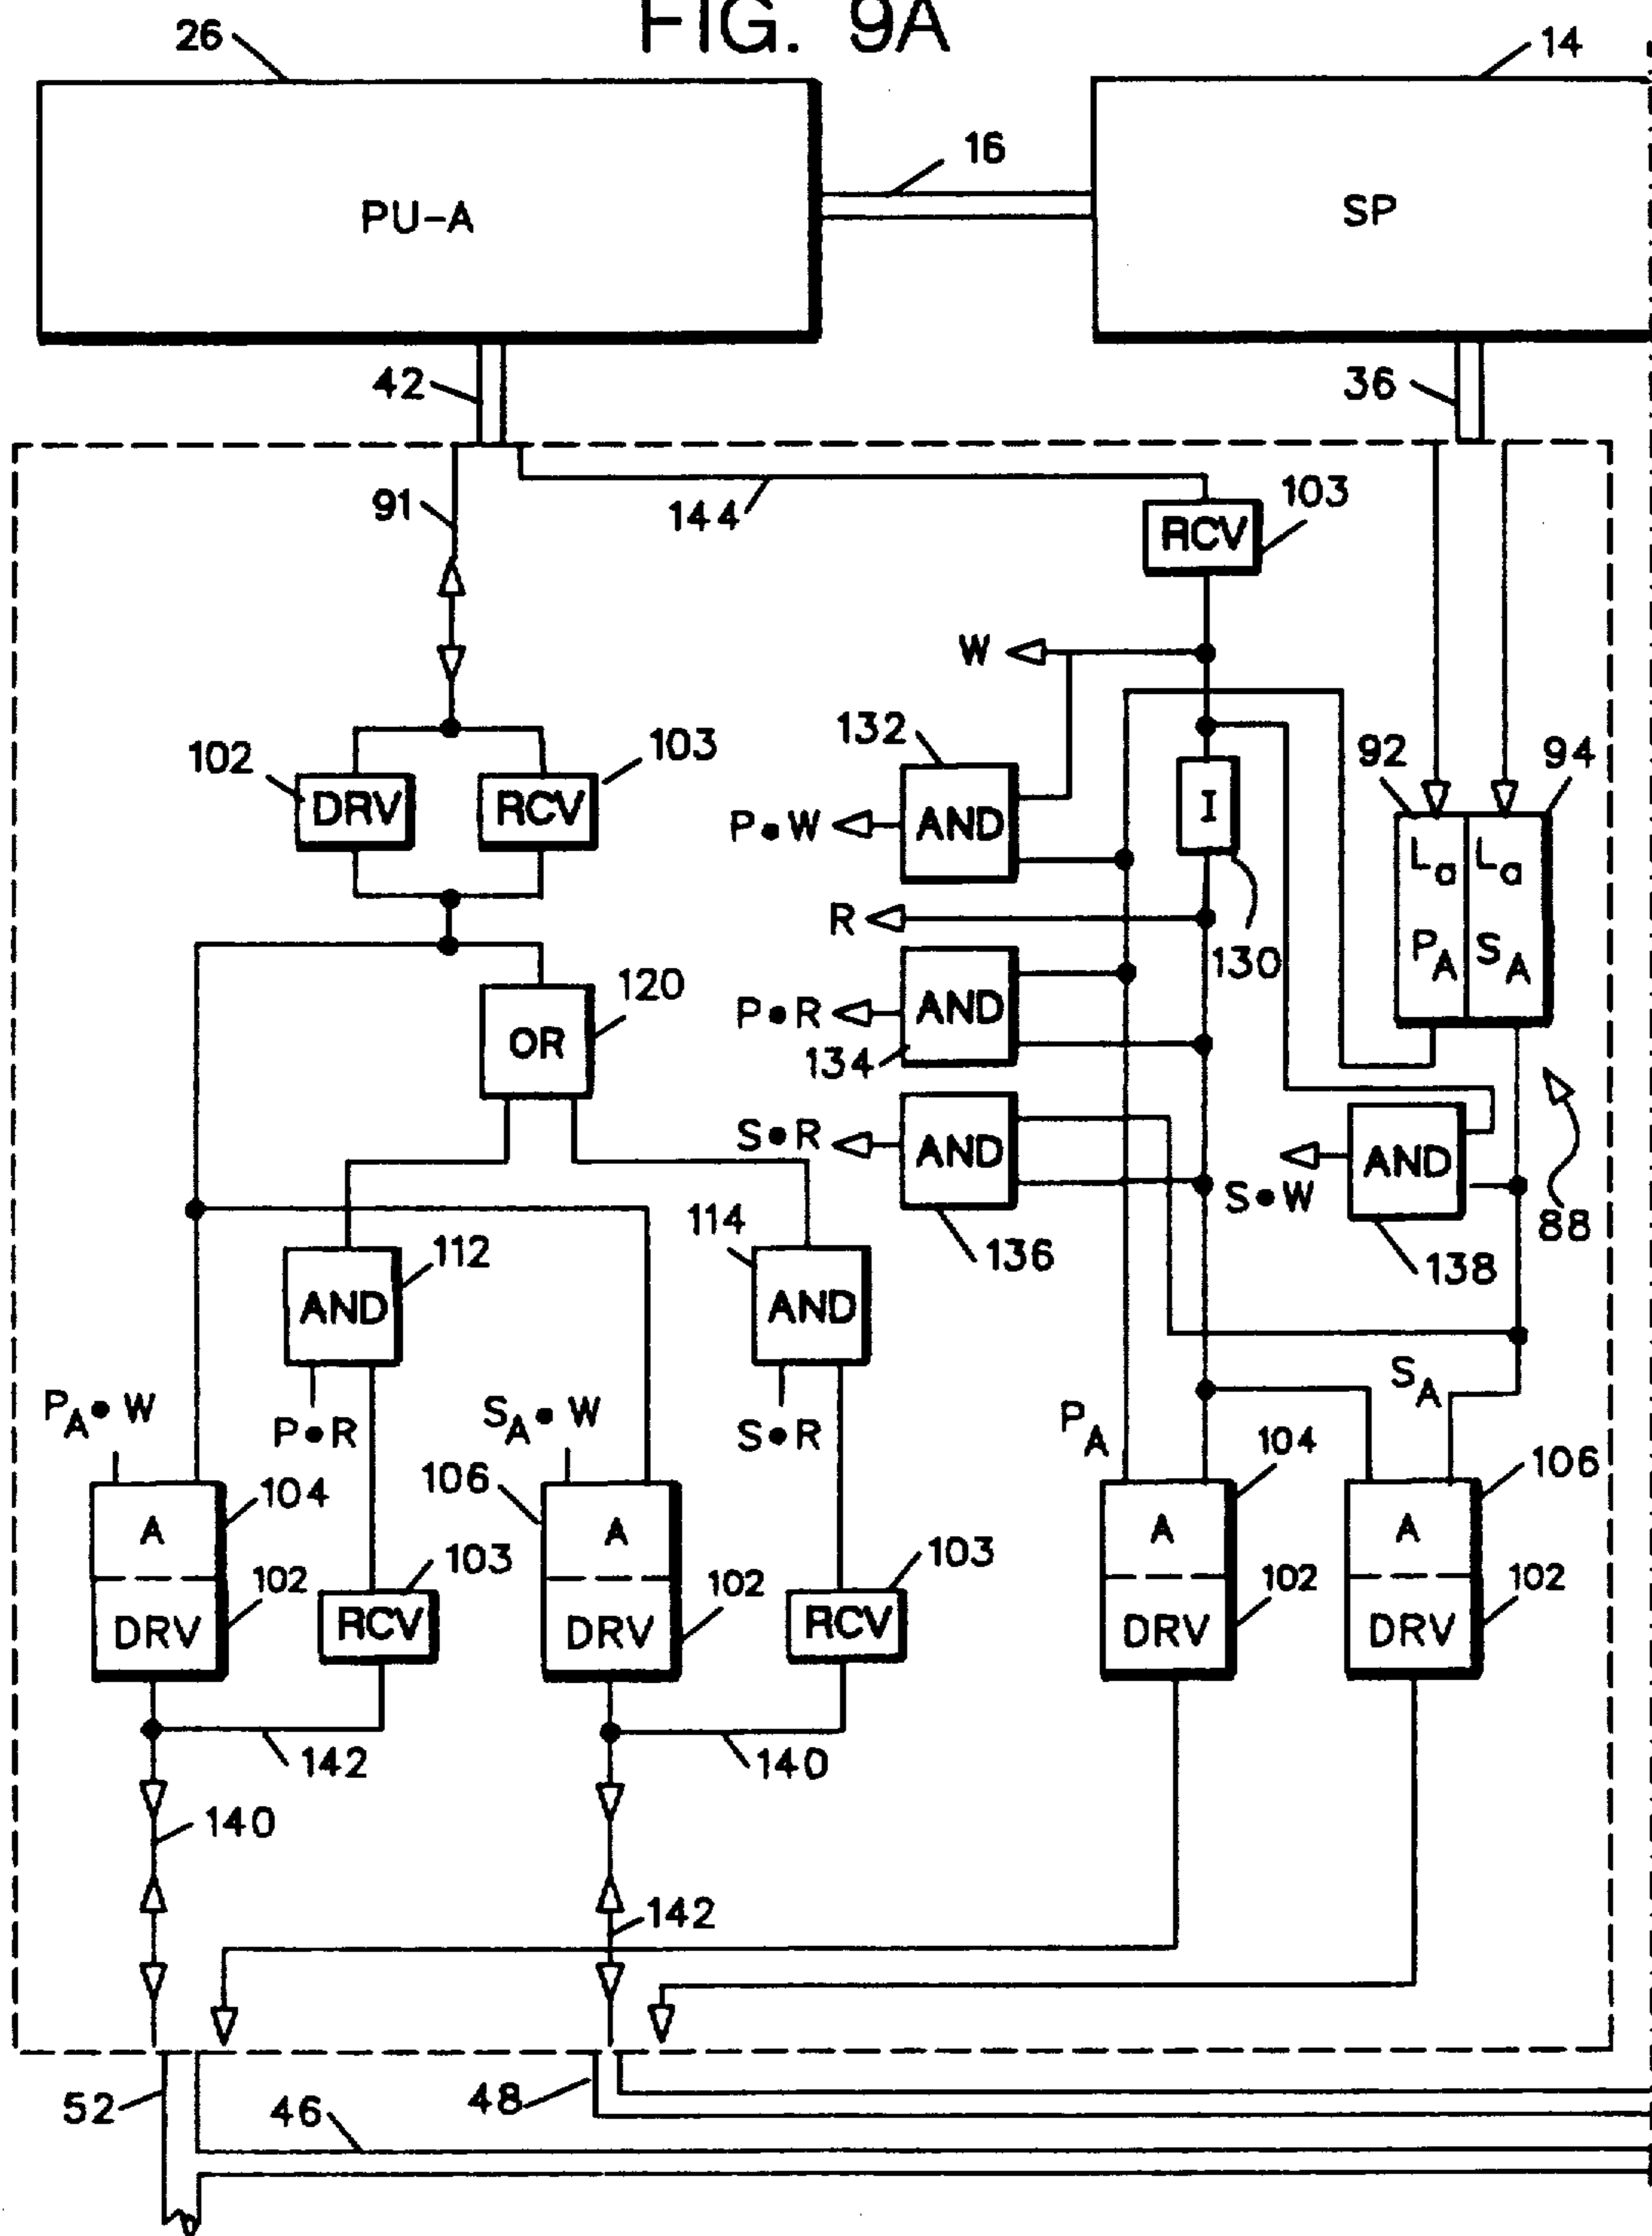 FIG. 9A
26
14
16
PU-A
SP
42
36
91
144
103
RCV
W
132
92
94
102
103
DRV
RCV
P•W
AND
I
La
La
R
PA
SA
130
120
OR
P•R
AND
134
S•R
AND
AND
S•W
88
114
136
138
112
AND
AND
PA•W
P•R
SA•W
S•R
PA
SA
104
106
104
106
A
A
A
A
103
103
102
102
102
102
DRV
RCV
DRV
RCV
DRV
DRV
142
140
140
142
52
46
48